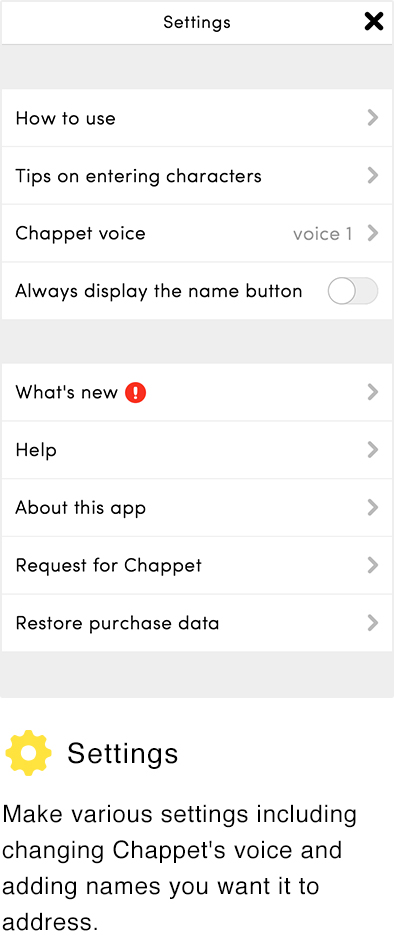 Settings
How to use
Tips on entering characters
Chappet voice voice 1
Always display the name button
What's new
Help
About this app
Request for Chappet
Restore purchase data
Settings
Make various settings including
changing Chappet's voice and
adding names you want it to
address.